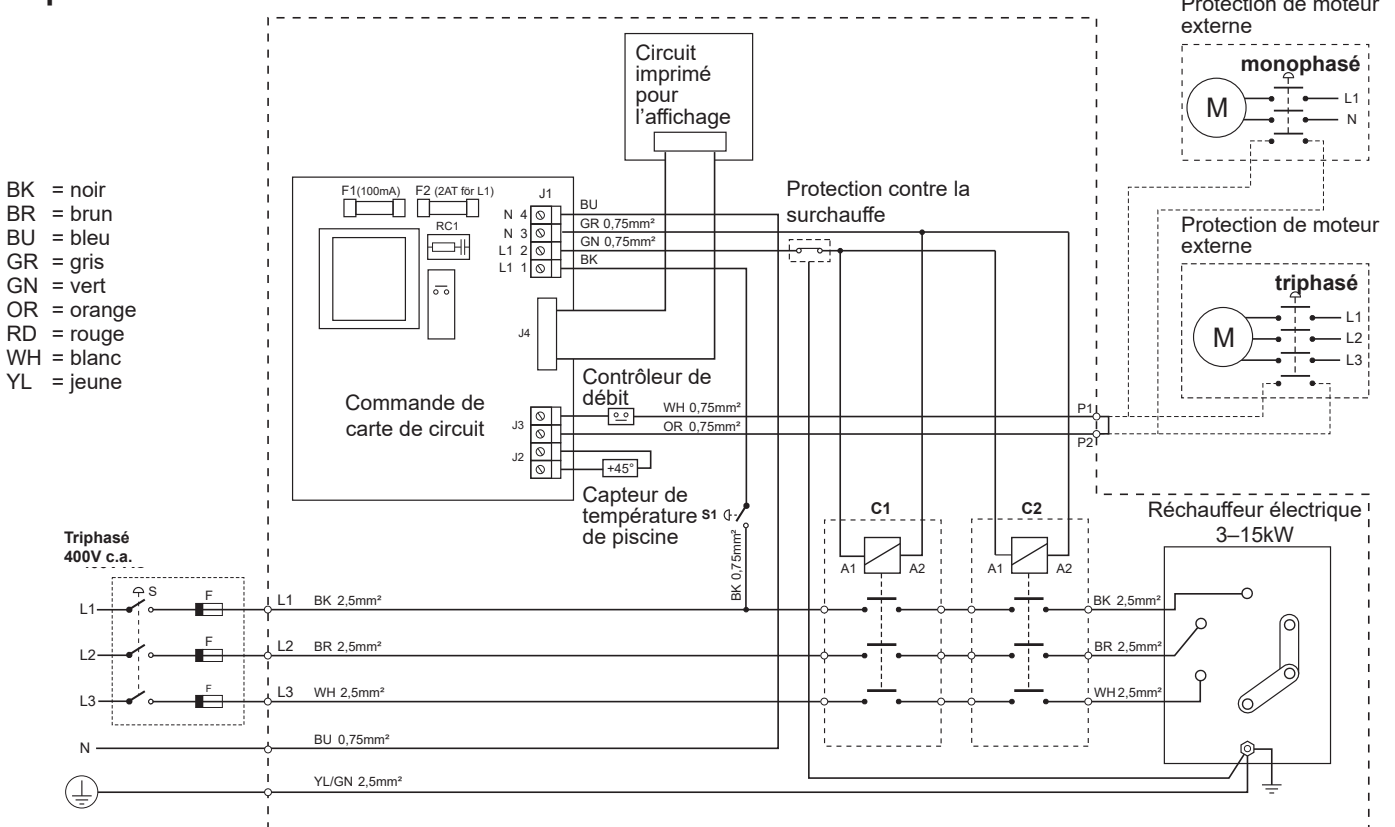 Protection de moteur
externe
monophasé
M
L1
N
Circuit
imprimé
pour
l'affichage
BK = noir
BR = brun
BU = bleu
GR = gris
GN = vert
OR = orange
RD = rouge
WH = blanc
YL = jeune
F1(100mA)
F2 (2AT för L1)
RC1
J1
N 4
N 3
L1 2
L1 1
BU
GR 0,75mm²
GN 0,75mm²
BK
Protection contre la
surchauffe
Protection de moteur
externe
triphasé
M
L1
L2
L3
J4
Commande de
carte de circuit
Contrôleur de
débit
J3
J2
WH 0,75mm²
OR 0,75mm²
P1
P2
+45°
Capteur de
température
de piscine
S1
BK 0,75mm²
C1
A1
A2
C2
A1
A2
Réchauffeur électrique
3–15kW
Triphasé
400V c.a.
S
L1
F
L1
BK 2,5mm²
BK 2,5mm²
L2
F
L2
BR 2,5mm²
BR 2,5mm²
L3
F
L3
WH 2,5mm²
WH 2,5mm²
N
BU 0,75mm²
YL/GN 2,5mm²